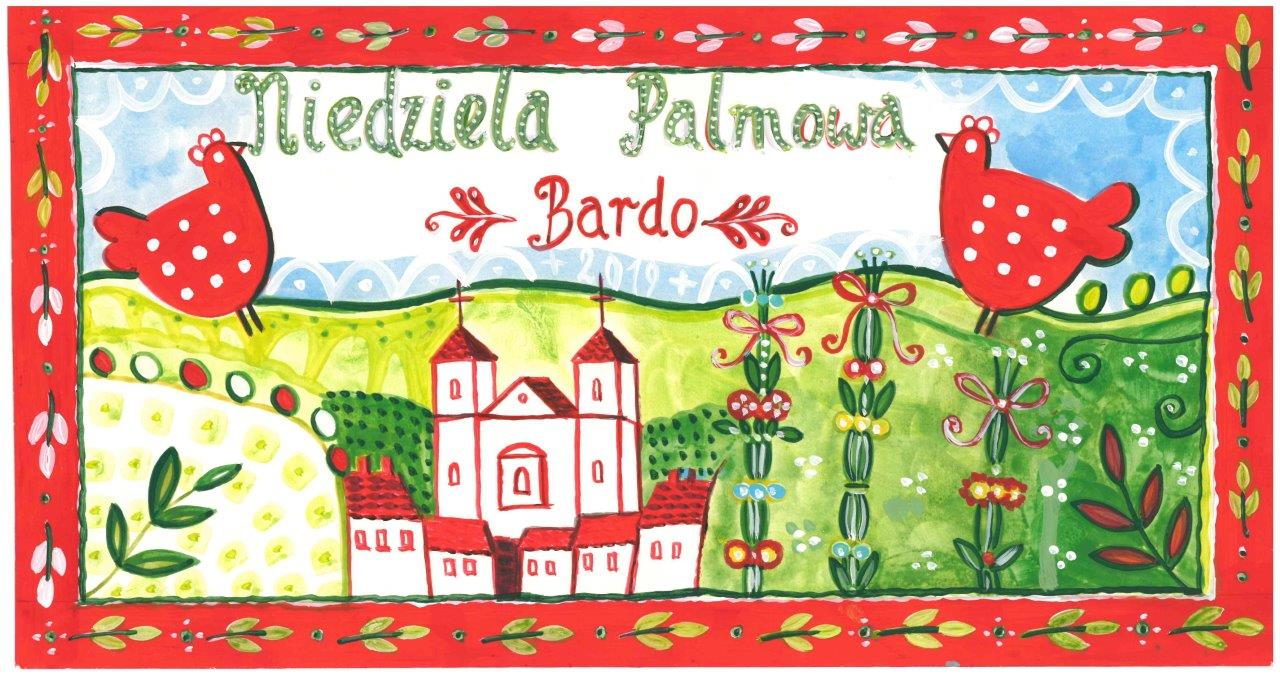 Niedziela Palmowa
Bardo
+ 2019 +